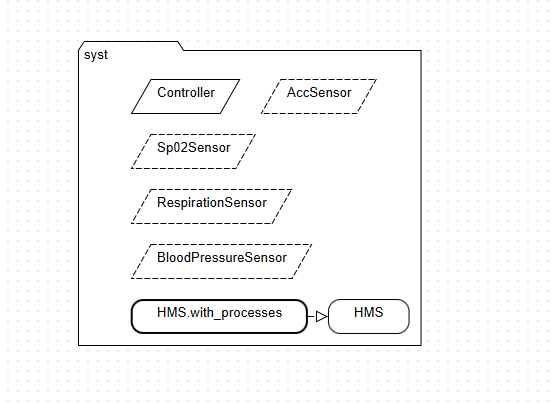 syst
Controller
AccSensor
Sp02Sensor
RespirationSensor
BloodPressureSensor
HMS.with_processes
HMS